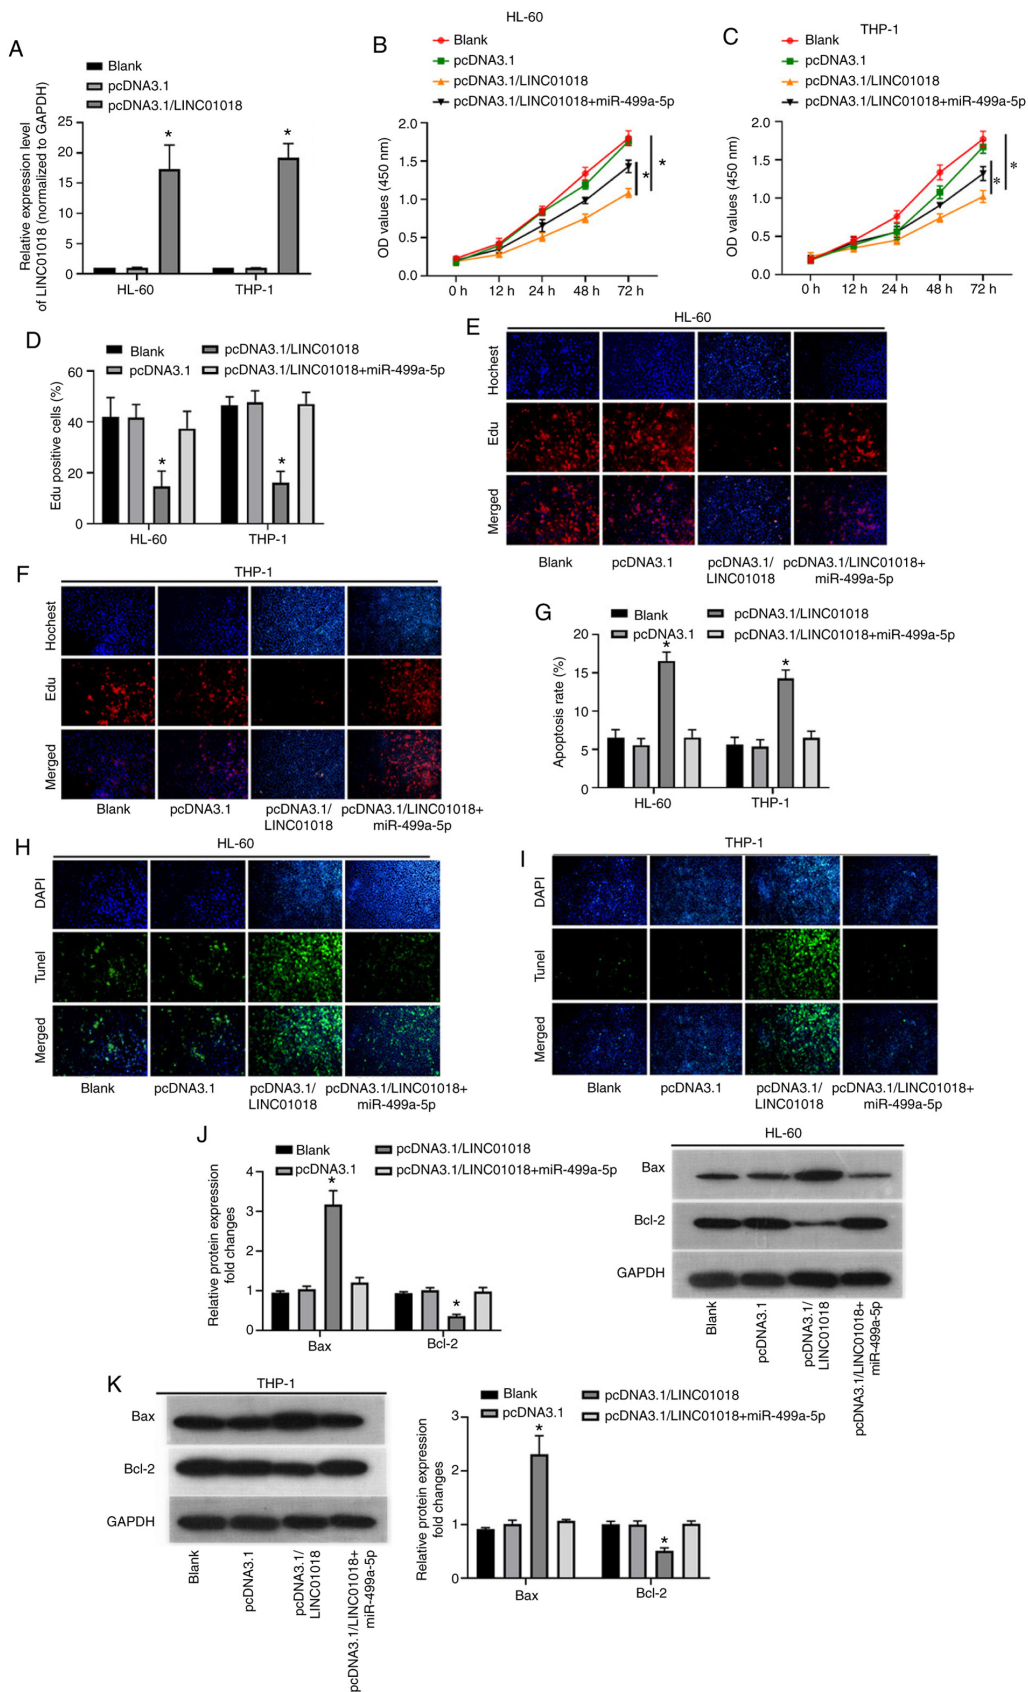 A
Blank
pcDNA3.1
pcDNA3.1/LINC01018
Relative expression level
of LINC01018 (normalized to GAPDH)
25
20
15
10
5
0
*
*
HL-60
THP-1
HL-60
B
Blank
pcDNA3.1
pcDNA3.1/LINC01018
pcDNA3.1/LINC01018+miR-499a-5p
OD values (450 nm)
2.0
1.5
1.0
0.5
0.0
*
*
0 h
12 h
24 h
48 h
72 h
C
THP-1
Blank
pcDNA3.1
pcDNA3.1/LINC01018
pcDNA3.1/LINC01018+miR-499a-5p
OD values (450 nm)
2.0
1.5
1.0
0.5
0.0
*
*
0 h
12 h
24 h
48 h
72 h
D
Blank
pcDNA3.1/LINC01018
pcDNA3.1
pcDNA3.1/LINC01018+miR-499a-5p
Edu positive cells (%)
60
40
20
0
*
*
HL-60
THP-1
E
HL-60
Hochest
Edu
Merged
Blank
pcDNA3.1
pcDNA3.1/
LINC01018
pcDNA3.1/LINC01018+
miR-499a-5p
F
THP-1
Hochest
Edu
Merged
Blank
pcDNA3.1
pcDNA3.1/
LINC01018
pcDNA3.1/LINC01018+
miR-499a-5p
G
Blank
pcDNA3.1/LINC01018
pcDNA3.1
pcDNA3.1/LINC01018+miR-499a-5p
Apoptosis rate (%)
20
15
10
5
0
*
*
HL-60
THP-1
H
HL-60
DAPI
Tunel
Merged
Blank
pcDNA3.1
pcDNA3.1/
LINC01018
pcDNA3.1/LINC01018+
miR-499a-5p
I
THP-1
DAPI
Tunel
Merged
Blank
pcDNA3.1
pcDNA3.1/
LINC01018
pcDNA3.1/LINC01018+
miR-499a-5p
J
Blank
pcDNA3.1/LINC01018
pcDNA3.1
pcDNA3.1/LINC01018+miR-499a-5p
Relative protein expression
fold changes
4
3
2
1
0
*
*
Bax
Bcl-2
HL-60
Bax
Bcl-2
GAPDH
Blank
pcDNA3.1
pcDNA3.1/
LINC01018
pcDNA3.1/LINC01018+
miR-499a-5p
K
THP-1
Bax
Bcl-2
GAPDH
Blank
pcDNA3.1
pcDNA3.1/
LINC01018
pcDNA3.1/LINC01018+
miR-499a-5p
Blank
pcDNA3.1/LINC01018
pcDNA3.1
pcDNA3.1/LINC01018+miR-499a-5p
Relative protein expression
fold changes
3
2
1
0
*
*
Bax
Bcl-2